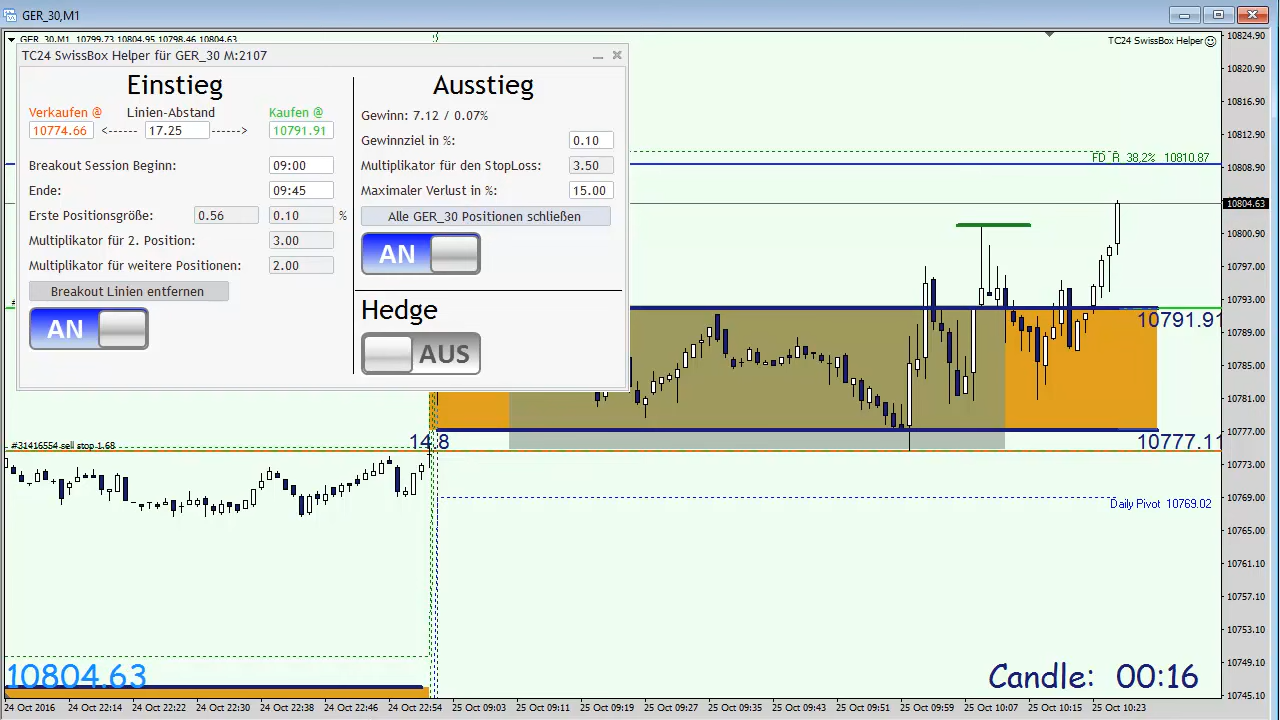 GER_30,M1
GER_30,M1 10799.73 10804.95 10798.46 10804.63
TC24 SwissBox Helper
TC24 SwissBox Helper für GER_30 M:2107
Einstieg
Verkaufen @ Linien-Abstand Kaufen @
10774.66 <------ 17.25 ------> 10791.91
Breakout Session Beginn: 09:00
Ende: 09:45
Erste Positionsgröße: 0.56 0.10 %
Multiplikator für 2. Position: 3.00
Multiplikator für weitere Positionen: 2.00
Breakout Linien entfernen
AN
Ausstieg
Gewinn: 7.12 / 0.07%
Gewinnziel in %: 0.10
Multiplikator für den StopLoss: 3.50
Maximaler Verlust in %: 15.00
Alle GER_30 Positionen schließen
AN
Hedge
AUS
FD R 38,2% 10810.87
10791.91
10777.11
14.8
#31416554 sell stop 1.68
Daily Pivot 10769.02
10804.63
Candle: 00:16
10824.90
10820.90
10816.90
10812.90
10808.90
10804.63
10800.90
10797.00
10793.00
10789.00
10785.00
10781.00
10777.00
10773.00
10769.00
10765.00
10761.10
10757.10
10753.10
10749.10
10745.10
24 Oct 2016 24 Oct 22:14 24 Oct 22:22 24 Oct 22:30 24 Oct 22:38 24 Oct 22:46 24 Oct 22:54 25 Oct 09:03 25 Oct 09:11 25 Oct 09:19 25 Oct 09:27 25 Oct 09:35 25 Oct 09:43 25 Oct 09:51 25 Oct 09:59 25 Oct 10:07 25 Oct 10:15 25 Oct 10:23